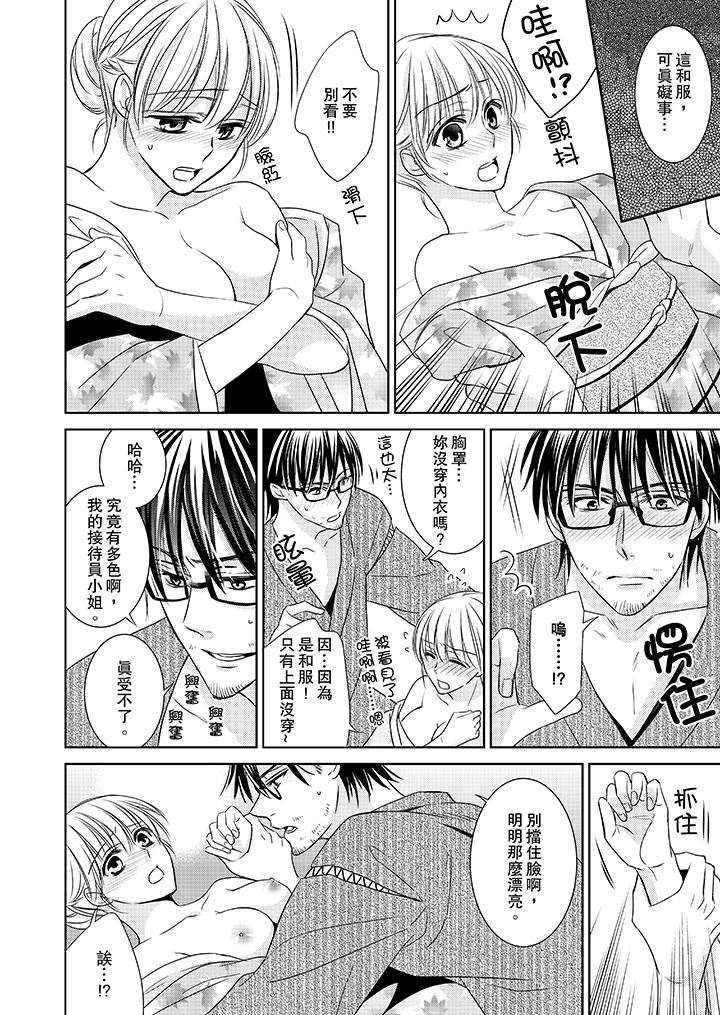 這和服，
可真礙事…
哇啊!?
顫抖
脫下
不要
別看!!
滑下
臉紅
嗚……!?
愣住
胸罩…
妳沒穿內衣嗎？
這也太…
眩暈
被看見了
哇啊啊…嗯
因…因為
是和服！
只有上面沒穿~
哈哈…
究竟有多色啊，
我的接待員小姐。
真受不了。
興奮
興奮
興奮
抓住
別擋住臉啊，
明明那麼漂亮。
誒…!?